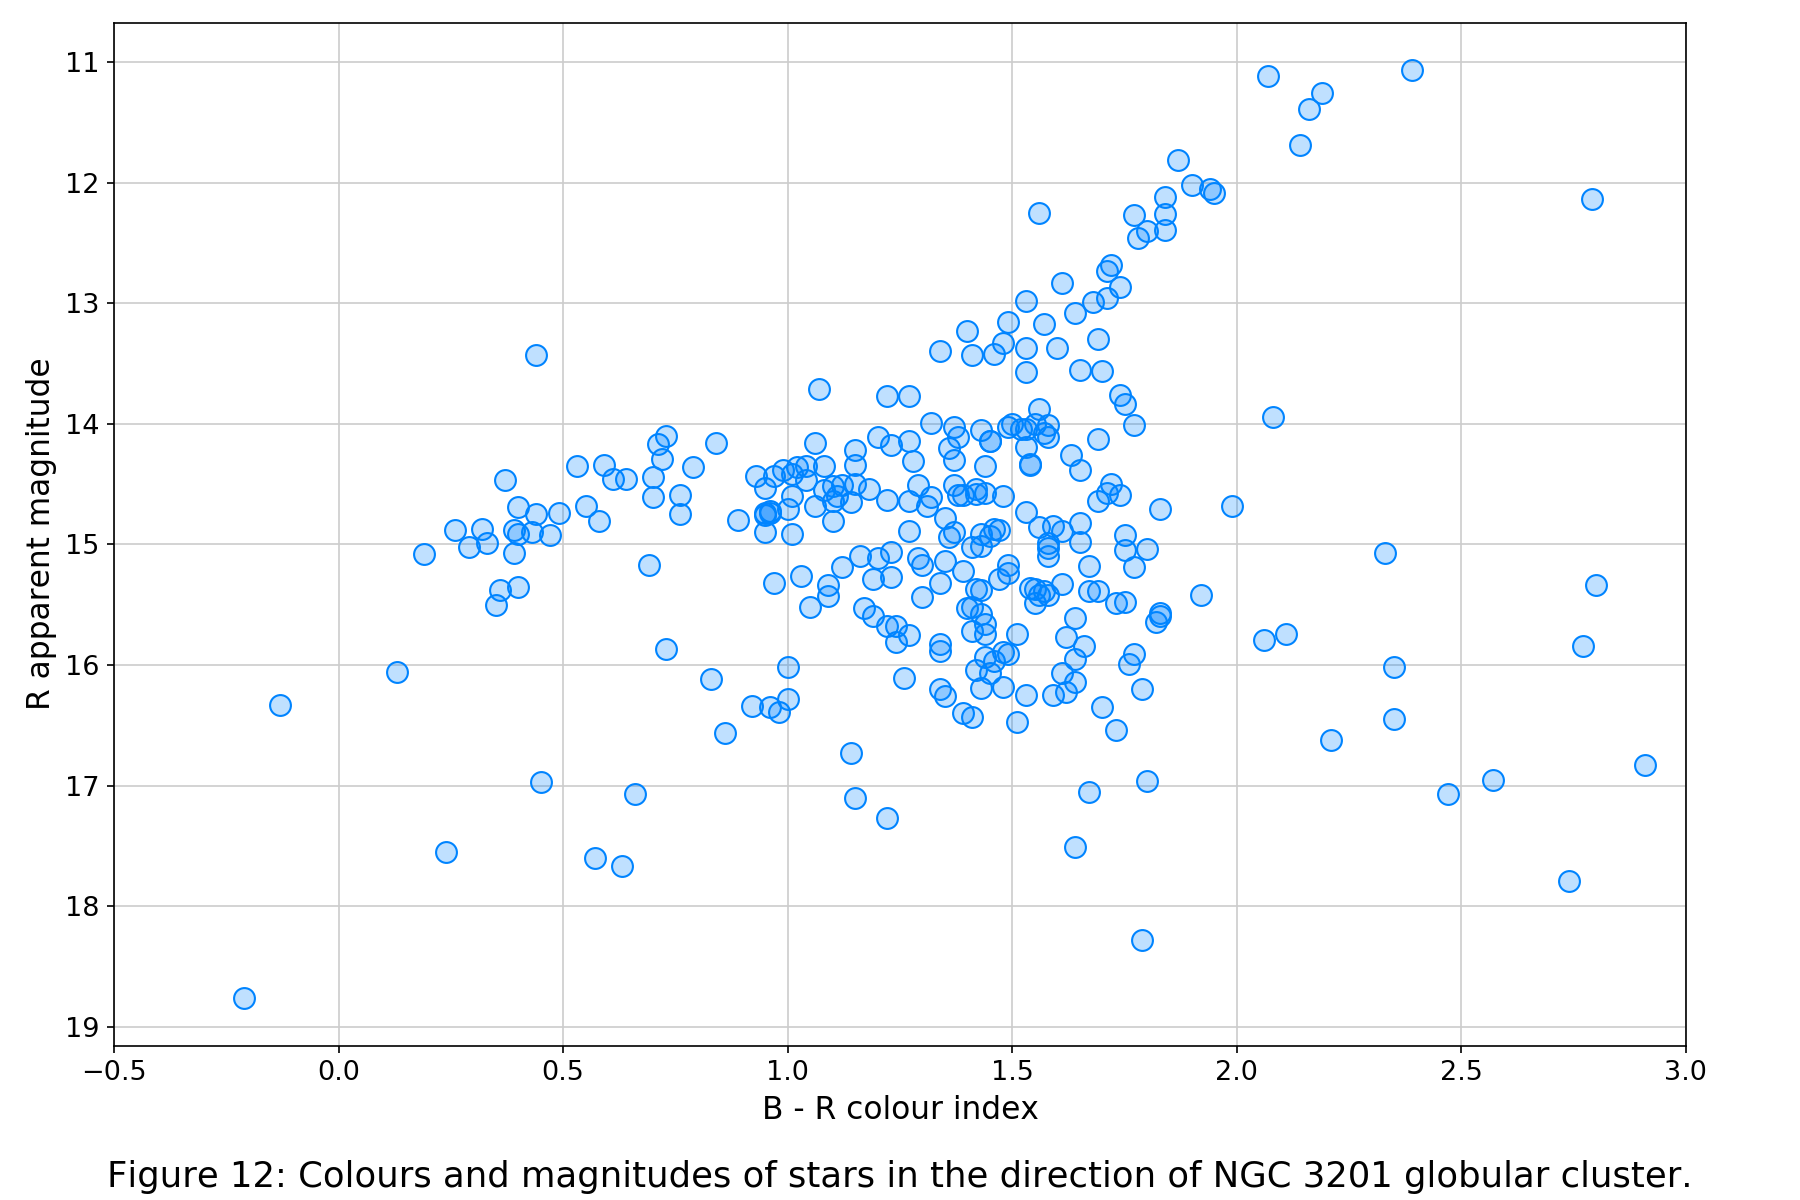 11
12
13
14
15
16
17
18
19
R apparent magnitude
−0.5 0.0 0.5 1.0 1.5 2.0 2.5 3.0
B - R colour index
Figure 12: Colours and magnitudes of stars in the direction of NGC 3201 globular cluster.